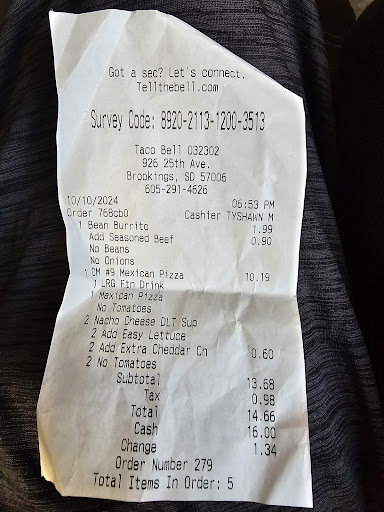 Got a sec? Let's connect.
Tellthebell.com
Survey Code: 8920-2113-1200-3513
Taco Bell 032302
926 25th Ave.
Brookings, SD 57006
605-291-4626
10/10/2024 05:53 PM
Order 768cb0 Cashier TYSHAWN M
1 Bean Burrito 1.99
Add Seasoned Beef 0.90
No Beans
No Onions
1 CM #9 Mexican Pizza 10.19
1 LRG Ftn Drink
1 Mexican Pizza
No Tomatoes
2 Nacho Cheese DLT Sup
2 Add Easy Lettuce
2 Add Extra Cheddar Ch 0.60
2 No Tomatoes
Subtotal 13.68
Tax 0.98
Total 14.66
Cash 16.00
Change 1.34
Order Number 279
Total Items In Order: 5